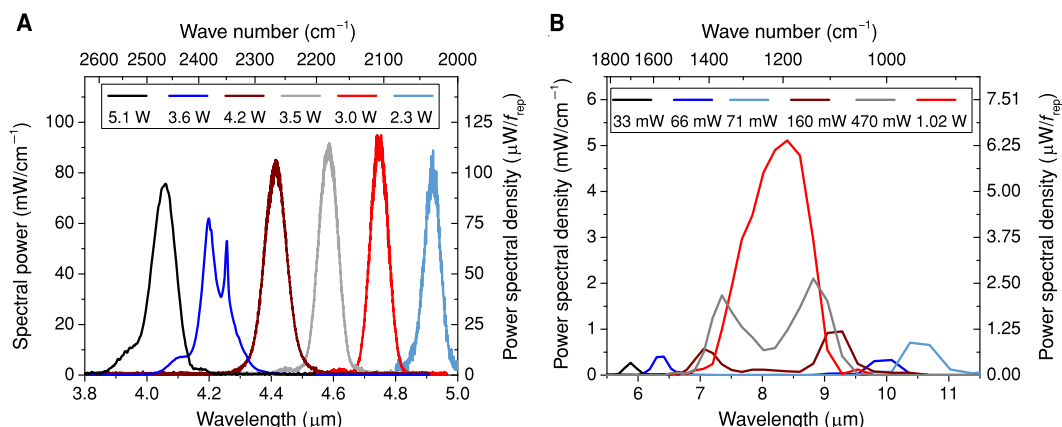 A
Wave number (cm⁻¹)
2600 2500 2400 2300 2200 2100 2000
5.1 W 3.6 W 4.2 W 3.5 W 3.0 W 2.3 W
Spectral power (mW/cm⁻¹)
100
80
60
40
20
0
125
100
75
50
25
0
Power spectral density (µW/f_rep)
3.8 4.0 4.2 4.4 4.6 4.8 5.0
Wavelength (µm)
B
Wave number (cm⁻¹)
1800 1600 1400 1200 1000
33 mW 66 mW 71 mW 160 mW 470 mW 1.02 W
Power spectral density (mW/cm⁻¹)
6
5
4
3
2
1
0
7.51
6.25
6.00
3.75
2.50
1.25
0.00
Power spectral density (µW/f_rep)
6 7 8 9 10 11
Wavelength (µm)